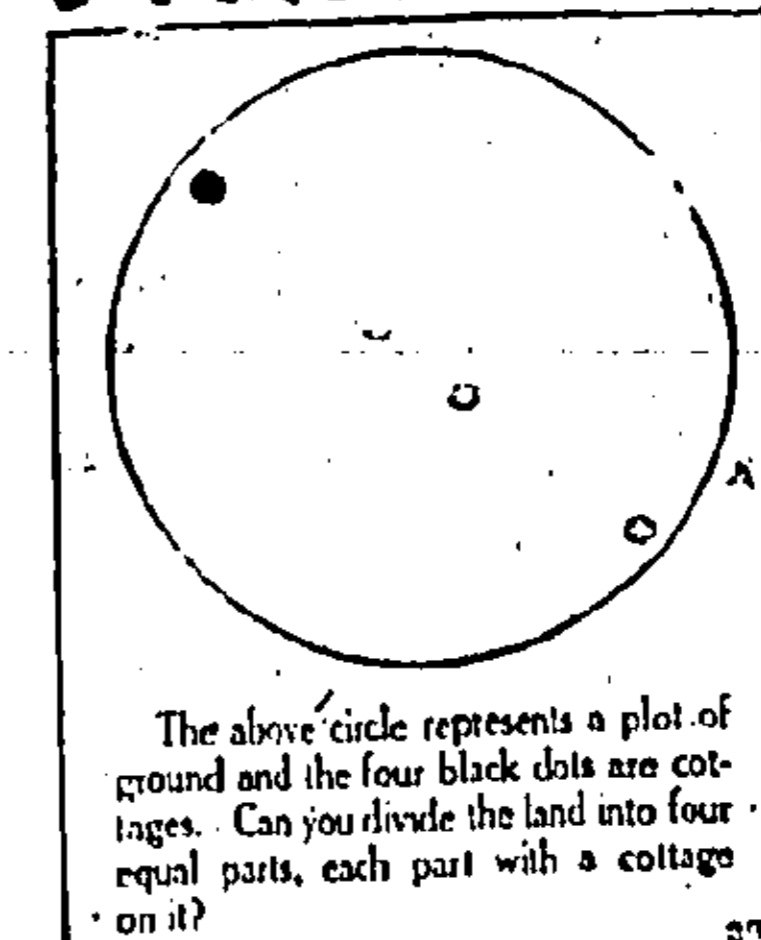 A
The above circle represents a plot of
ground and the four black dots are cot-
tages. Can you divide the land into four
equal parts, each part with a cottage
on it?